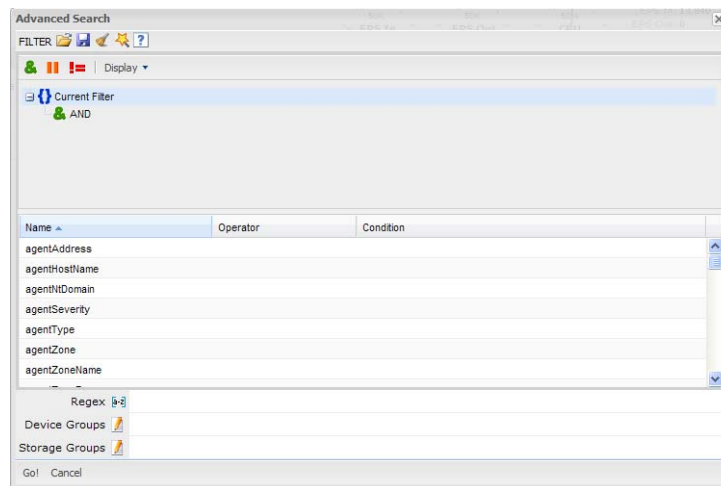 Advanced Search
FILTER ?
& != Display
{} Current Filter
& AND
Name Operator Condition
agentAddress
agentHostName
agentNtDomain
agentSeverity
agentType
agentZone
agentZoneName
Regex a-z
Device Groups
Storage Groups
Go! Cancel